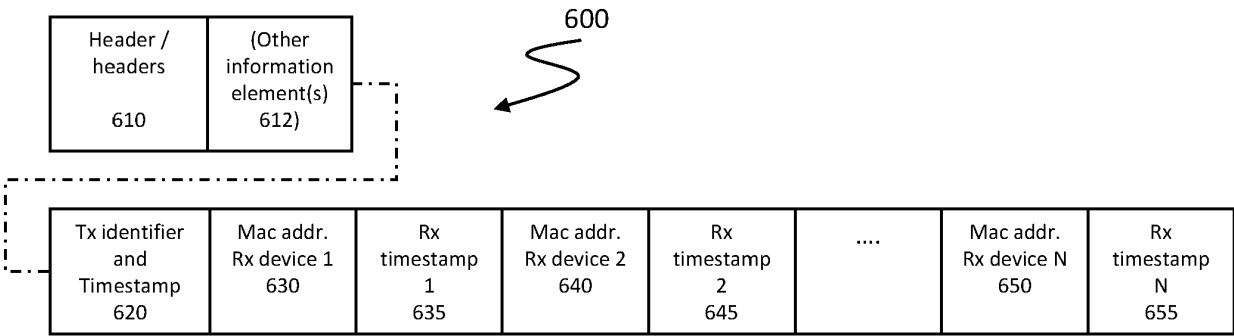 600
Header /
headers
610
(Other
information
element(s)
612)
Tx identifier
and
Timestamp
620
Mac addr.
Rx device 1
630
Rx
timestamp
1
635
Mac addr.
Rx device 2
640
Rx
timestamp
2
645
....
Mac addr.
Rx device N
650
Rx
timestamp
N
655